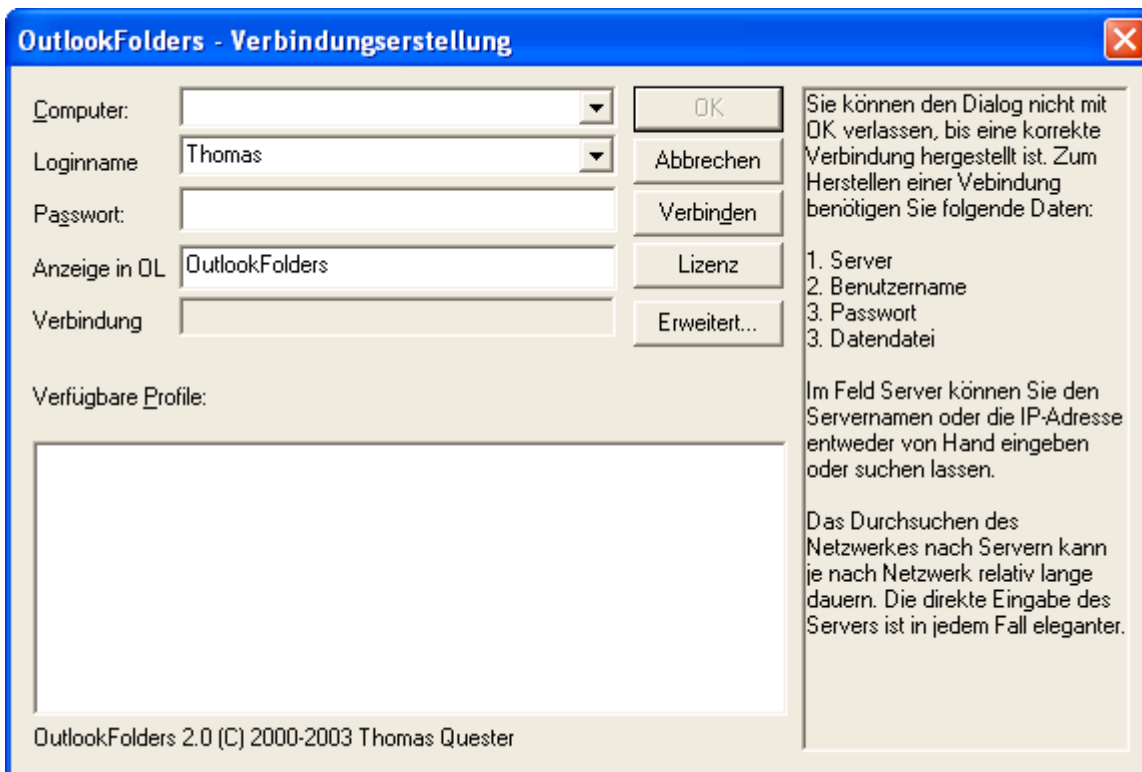 OutlookFolders - Verbindungserstellung
Computer:
OK
Loginname
Thomas
Abbrechen
Passwort:
Verbinden
Anzeige in OL
OutlookFolders
Lizenz
Verbindung
Erweitert...
Verfügbare Profile:
OutlookFolders 2.0 (C) 2000-2003 Thomas Quester
Sie können den Dialog nicht mit
OK verlassen, bis eine korrekte
Verbindung hergestellt ist. Zum
Herstellen einer Vebindung
benötigen Sie folgende Daten:
1. Server
2. Benutzername
3. Passwort
3. Datendatei
Im Feld Server können Sie den
Servernamen oder die IP-Adresse
entweder von Hand eingeben
oder suchen lassen.
Das Durchsuchen des
Netzwerkes nach Servern kann
je nach Netzwerk relativ lange
dauern. Die direkte Eingabe des
Servers ist in jedem Fall eleganter.